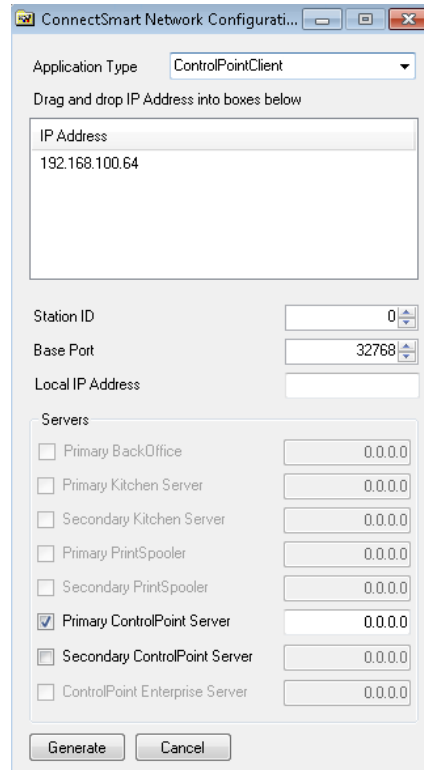 ConnectSmart Network Configurati...
Application Type ControlPointClient
Drag and drop IP Address into boxes below
IP Address
192.168.100.64
Station ID 0
Base Port 32768
Local IP Address
Servers
Primary BackOffice 0.0.0.0
Primary Kitchen Server 0.0.0.0
Secondary Kitchen Server 0.0.0.0
Primary PrintSpooler 0.0.0.0
Secondary PrintSpooler 0.0.0.0
Primary ControlPoint Server 0.0.0.0
Secondary ControlPoint Server 0.0.0.0
ControlPoint Enterprise Server 0.0.0.0
Generate Cancel